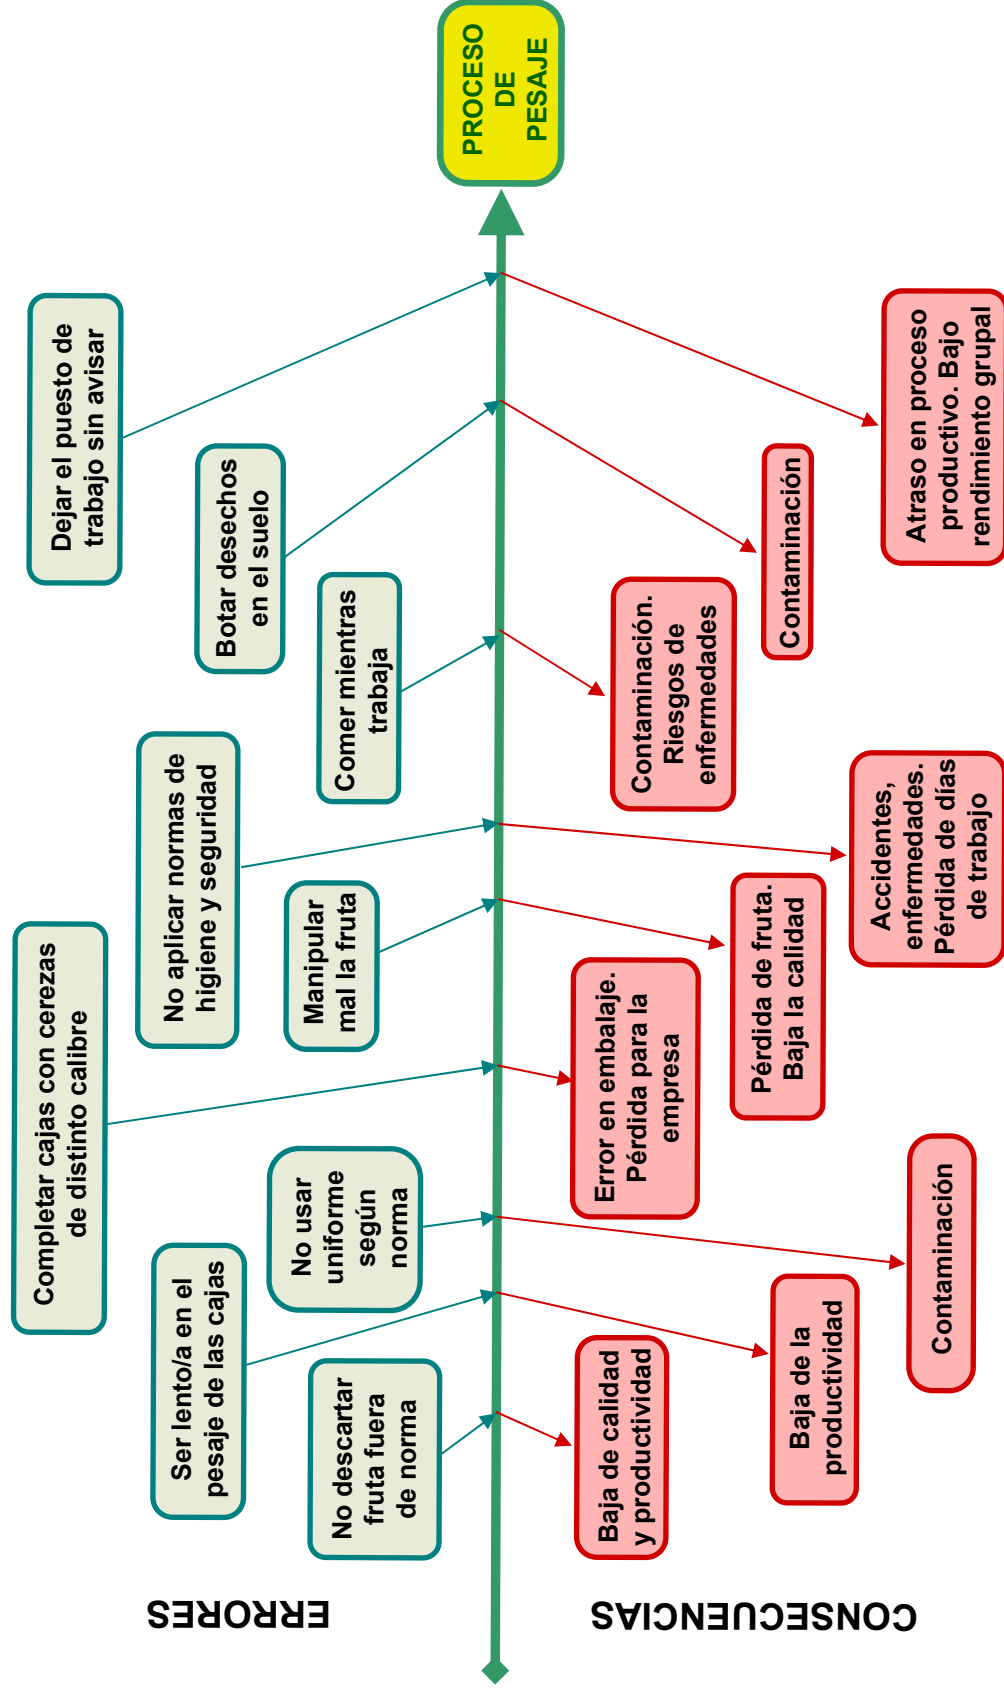 ERRORES
No descartar
fruta fuera
de norma
Ser lento/a en el
pesaje de las cajas
No usar
uniforme
según
norma
Completar cajas con cerezas
de distinto calibre
Manipular
mal la fruta
No aplicar normas de
higiene y seguridad
Comer mientras
trabaja
Botar desechos
en el suelo
Dejar el puesto de
trabajo sin avisar
PROCESO
DE
PESAJE
CONSECUENCIAS
Baja de calidad
y productividad
Baja de la
productividad
Contaminación
Error en embalaje.
Pérdida para la
empresa
Pérdida de fruta.
Baja la calidad
Accidentes,
enfermedades.
Pérdida de días
de trabajo
Contaminación.
Riesgos de
enfermedades
Contaminación
Atraso en proceso
productivo. Bajo
rendimiento grupal